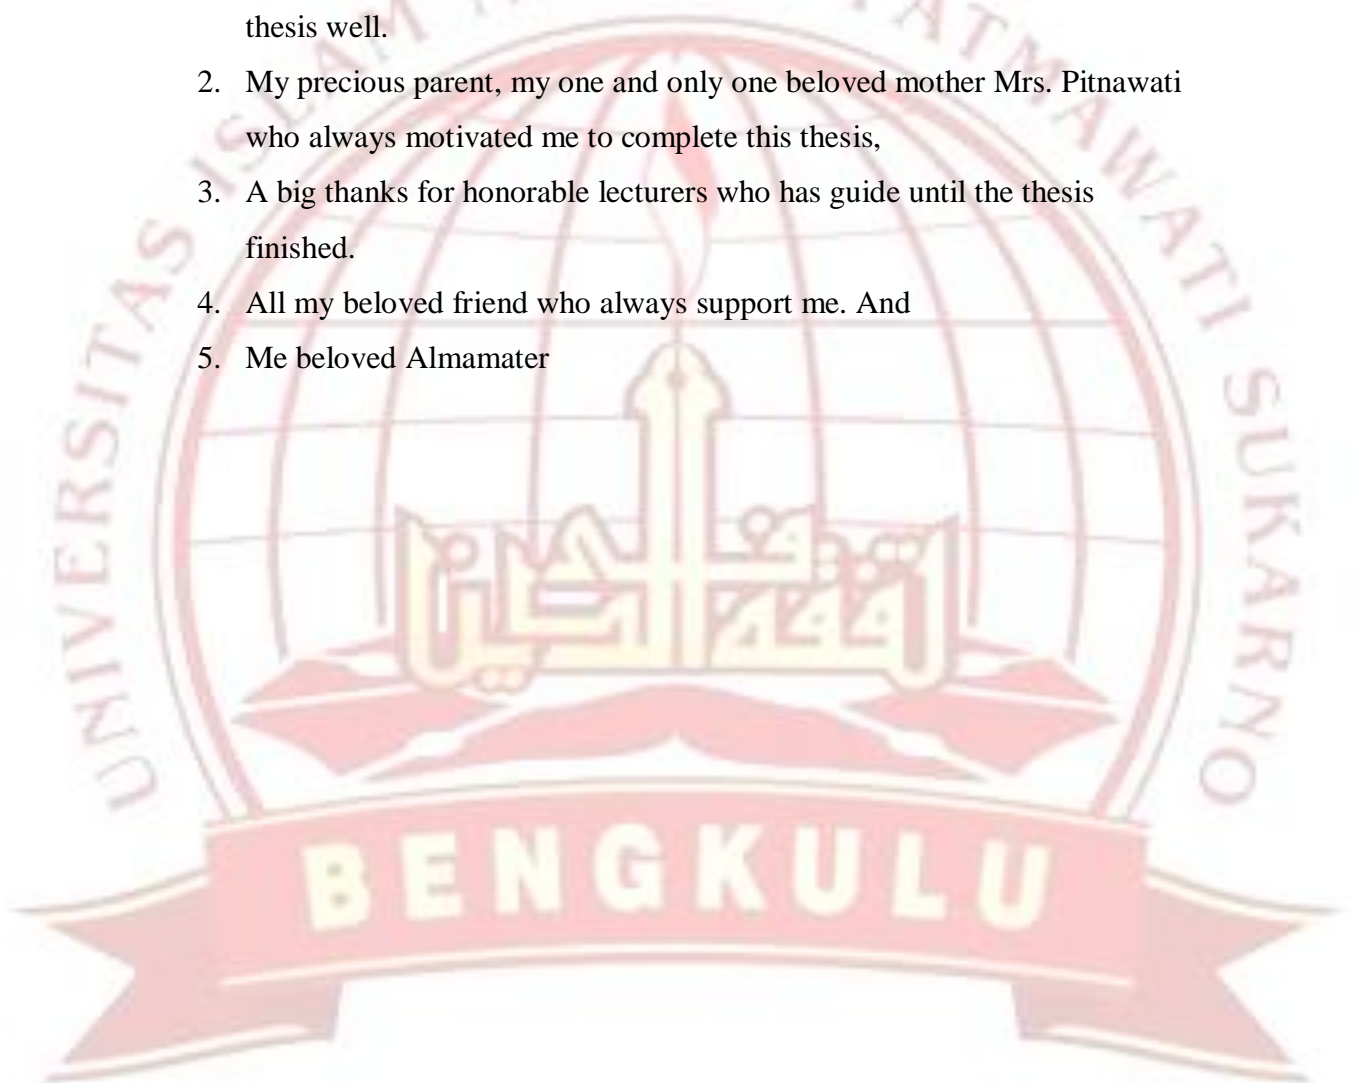 thesis well.
2. My precious parent, my one and only one beloved mother Mrs. Pitnawati
who always motivated me to complete this thesis,
3. A big thanks for honorable lecturers who has guide until the thesis
finished.
4. All my beloved friend who always support me. And
5. Me beloved Almamater
UNIVERSITAS ISLAM
ATMAWATI SUKARNO
BENGKULU